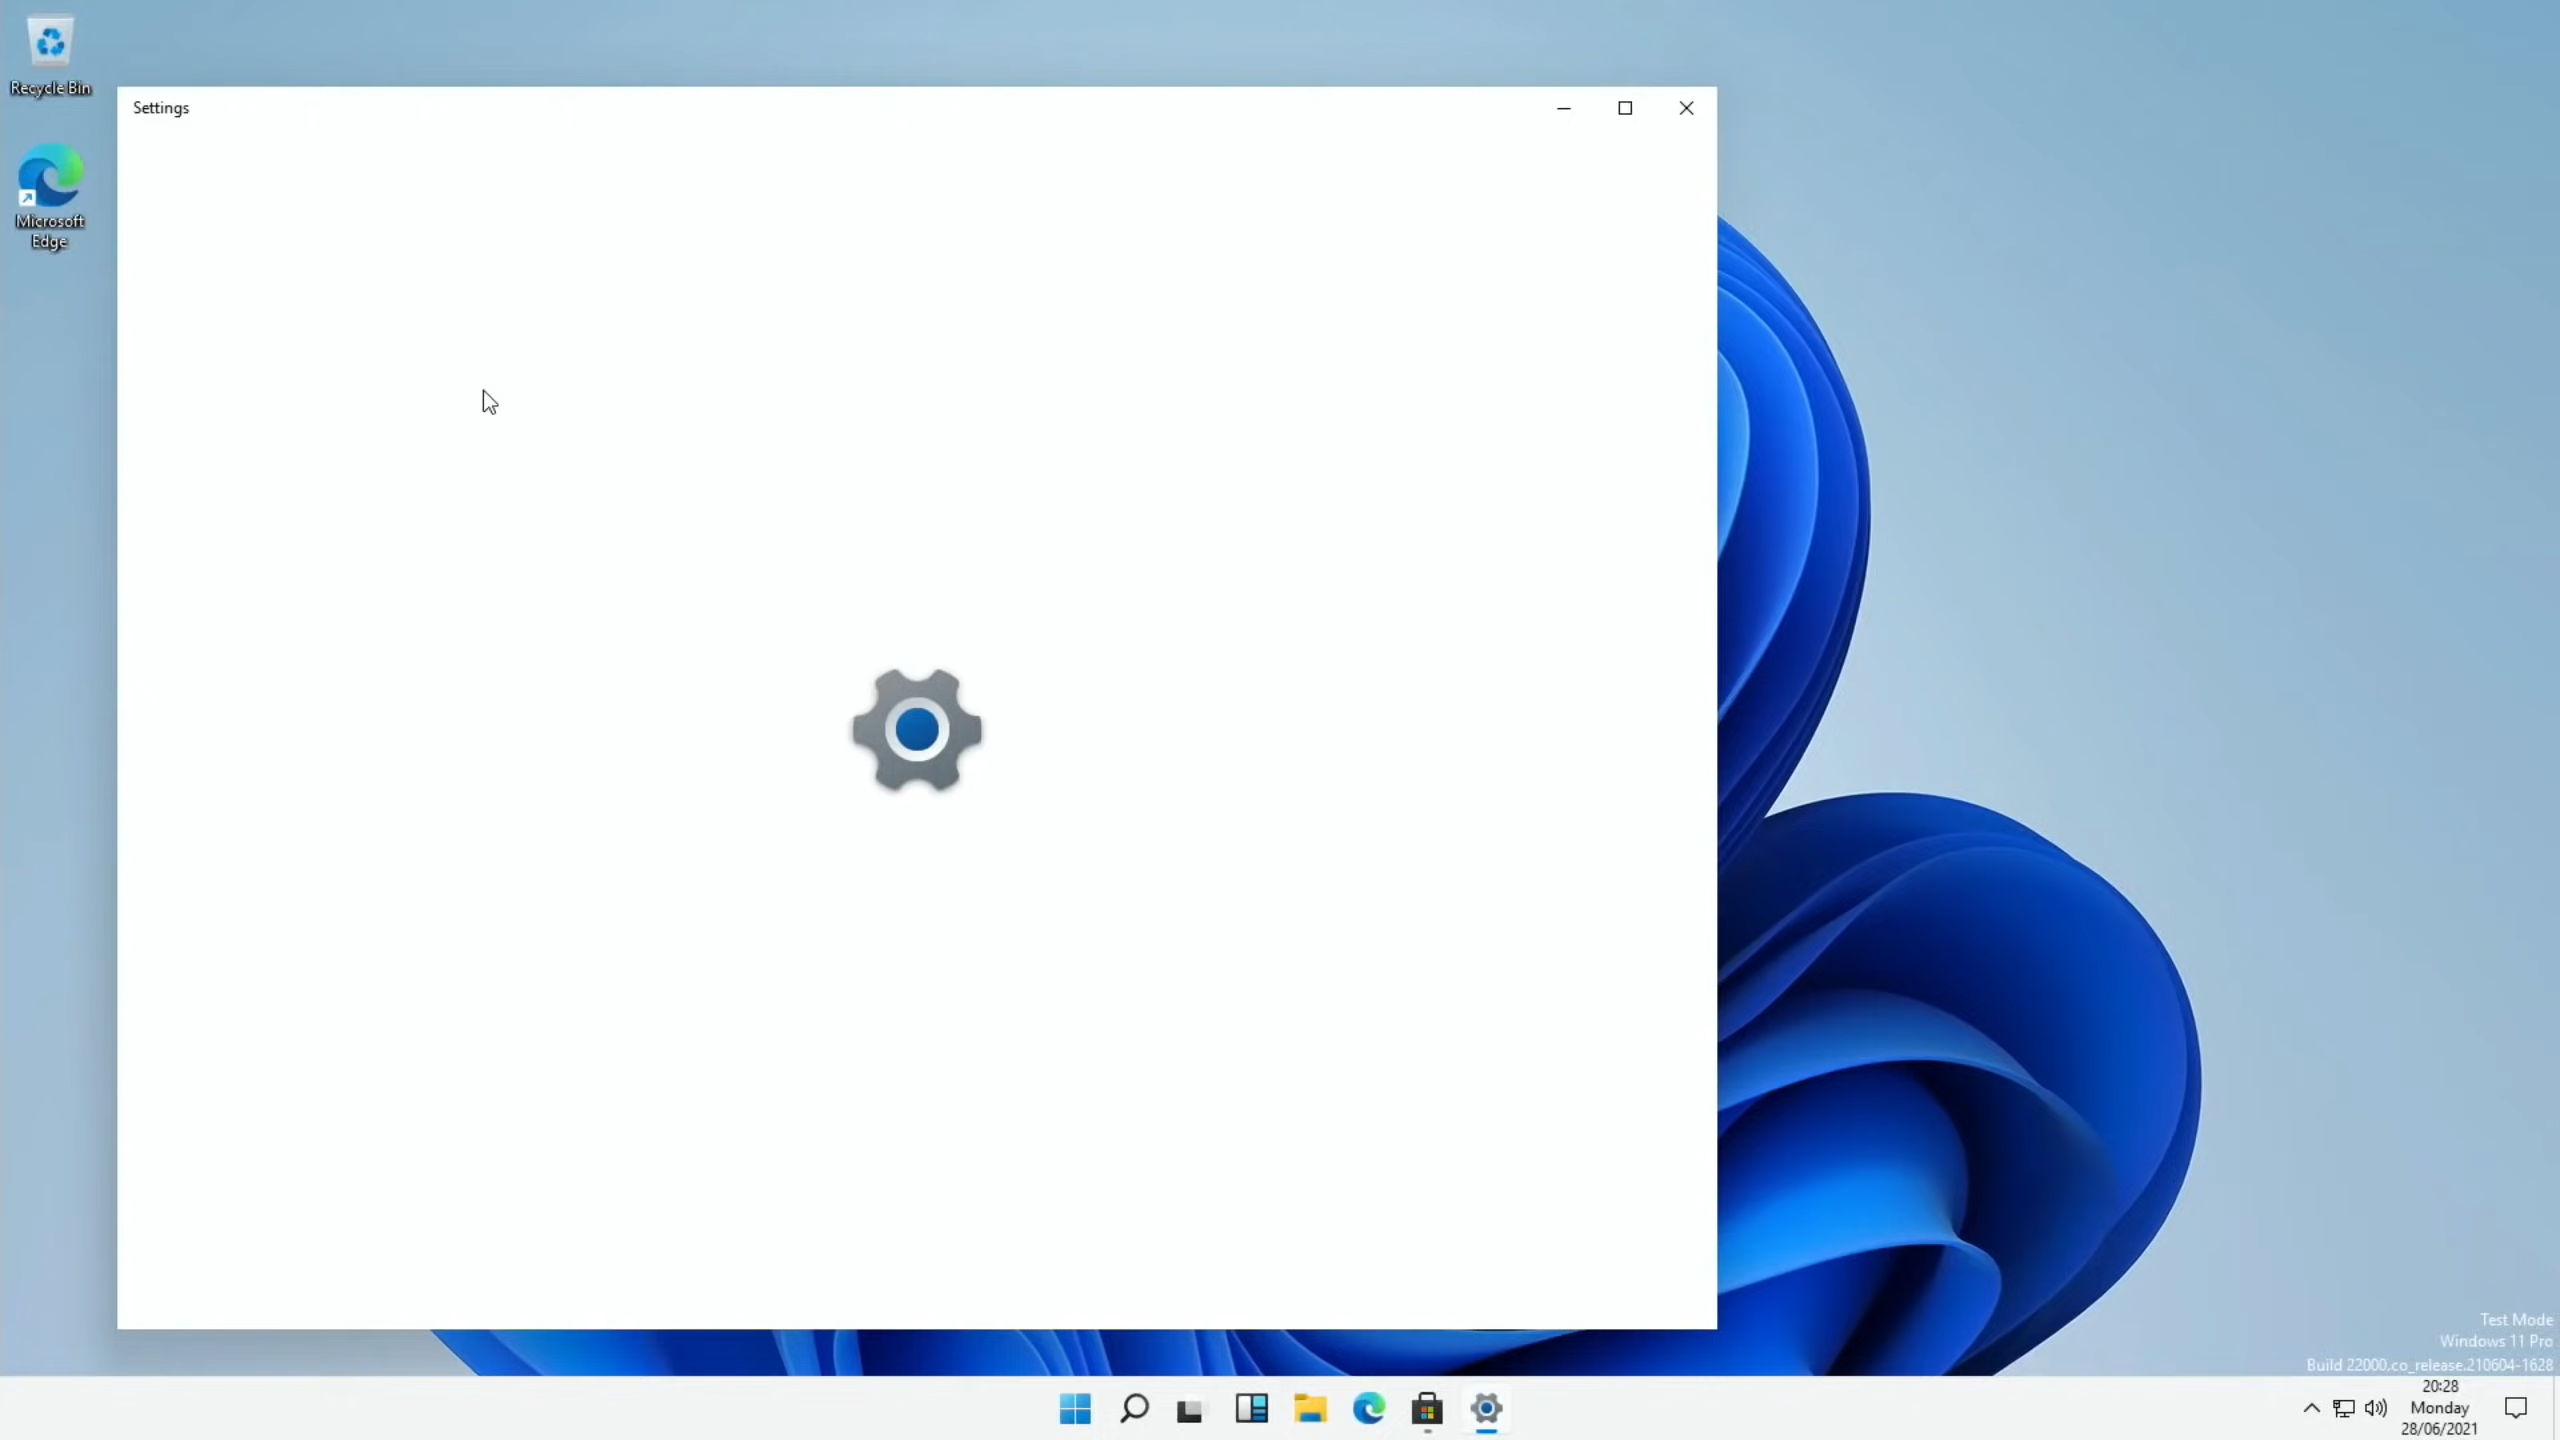 Recycle Bin
Settings
Microsoft
Edge
Test Mode
Windows 11 Pro
Build 22000.co_release.210604-1628
20:28
Monday
28/06/2021